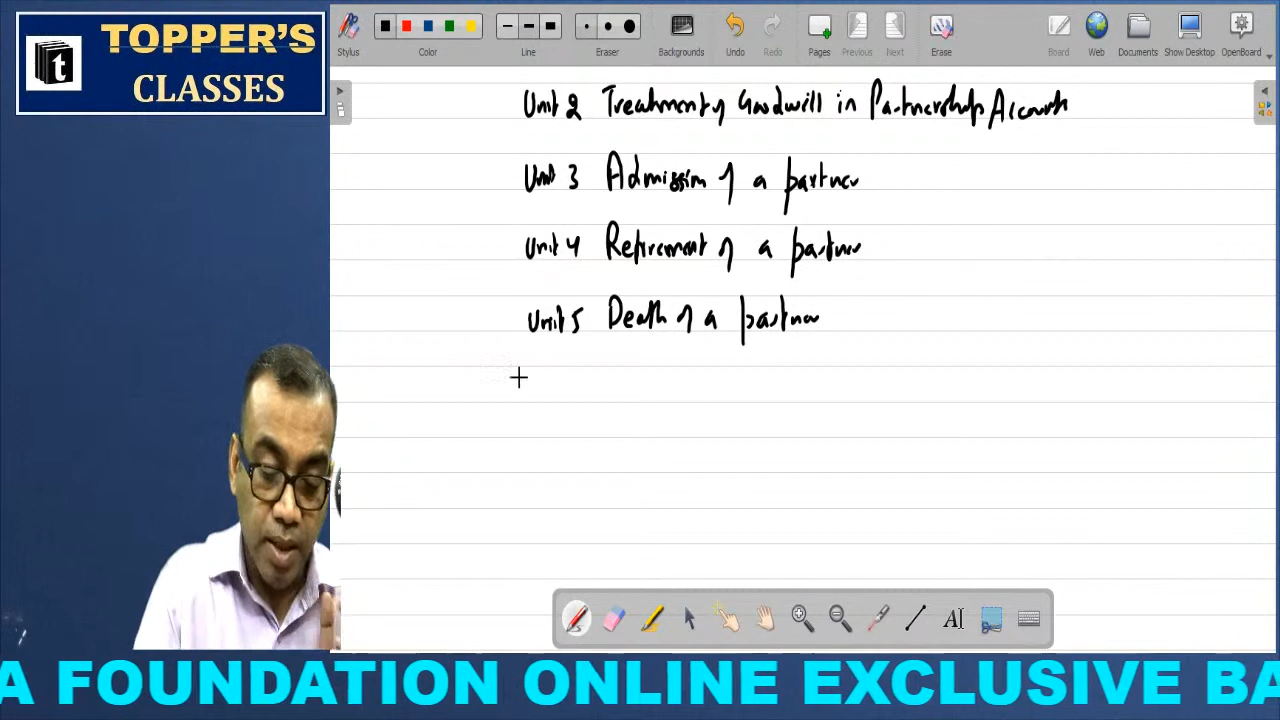 TOPPER'S
CLASSES
t
Stylus
Color
Line
Eraser
Backgrounds
Undo
Redo
Pages
Previous
Next
Erase
Board
Web
Documents
Show Desktop
OpenBoard
Unit 2 Treatment of Goodwill in Partnership Accounts
Unit 3 Admission of a partner
Unit 4 Retirement of a partner
Unit 5 Death of a partner
AI
A FOUNDATION ONLINE EXCLUSIVE BA